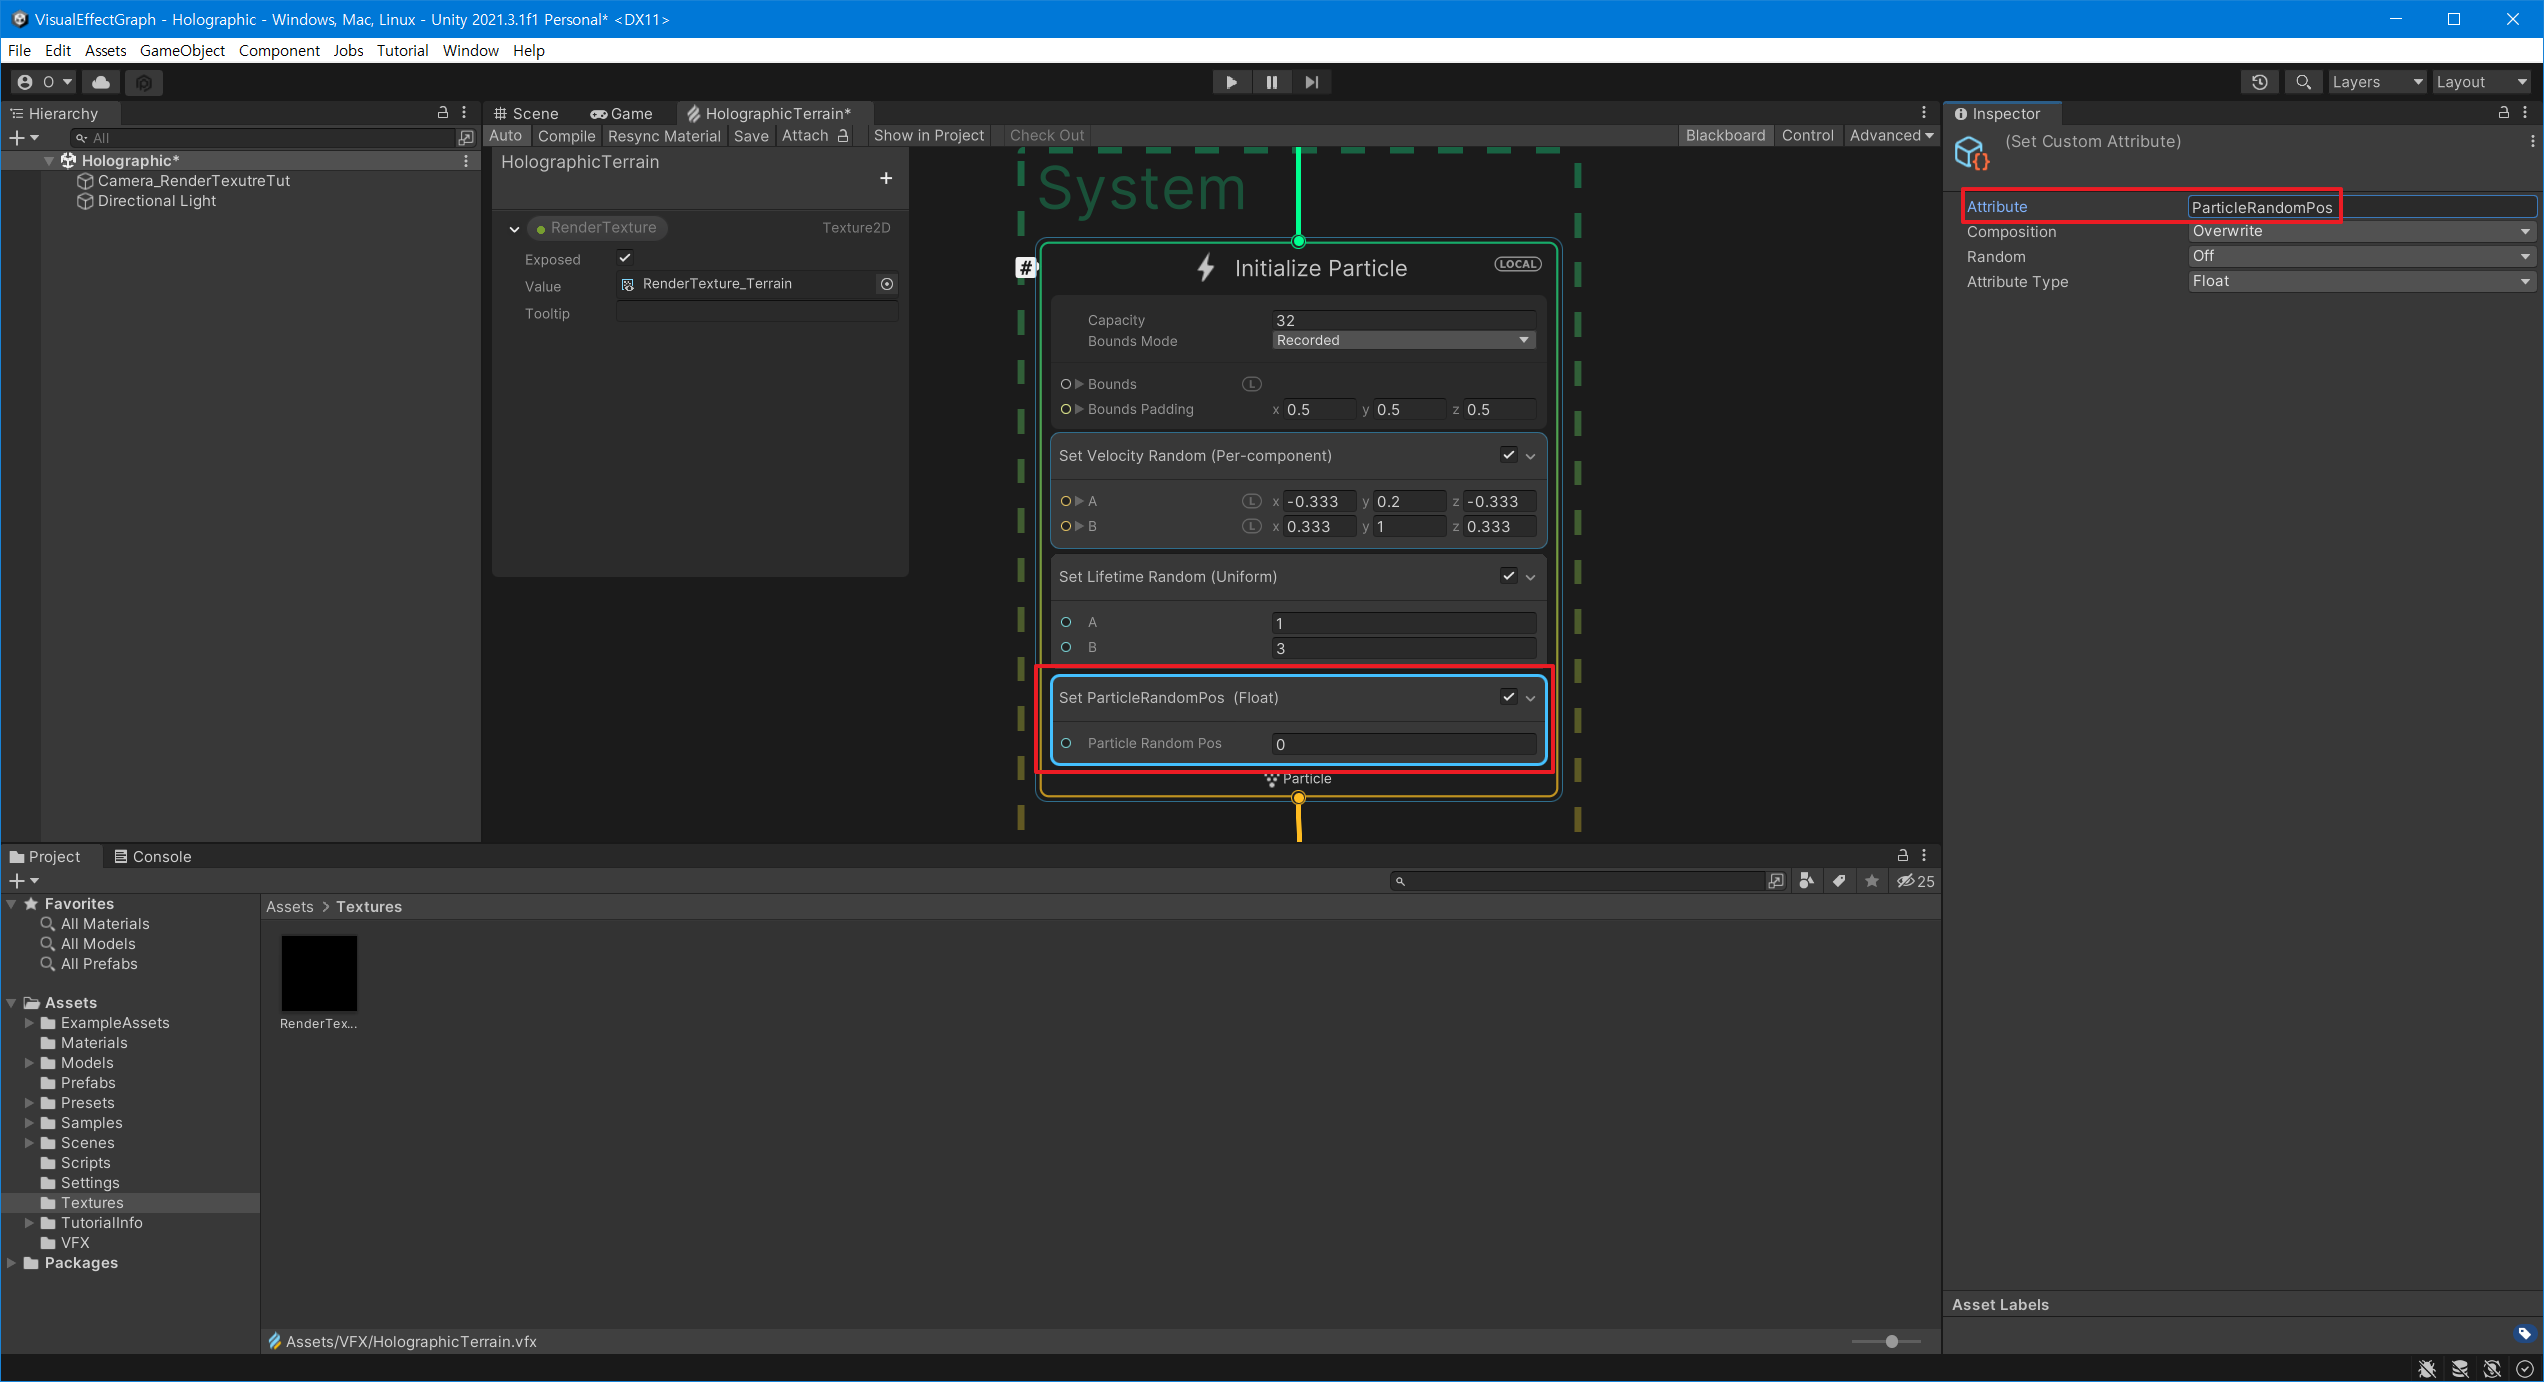 VisualEffectGraph - Holographic - Windows, Mac, Linux - Unity 2021.3.1f1 Personal* <DX11>
File Edit Assets GameObject Component Jobs Tutorial Window Help
O Layers Layout
Hierarchy
All
Holographic*
Camera_RenderTexutreTut
Directional Light
Scene Game HolographicTerrain*
Auto Compile Resync Material Save Attach Show in Project Check Out Blackboard Control Advanced
HolographicTerrain
RenderTexture Texture2D
Exposed
Value RenderTexture_Terrain
Tooltip
System
Initialize Particle LOCAL
Capacity 32
Bounds Mode Recorded
Bounds L
Bounds Padding x 0.5 y 0.5 z 0.5
Set Velocity Random (Per-component)
A L x -0.333 y 0.2 z -0.333
B L x 0.333 y 1 z 0.333
Set Lifetime Random (Uniform)
A 1
B 3
Set ParticleRandomPos (Float)
Particle Random Pos 0
Particle
Inspector
(Set Custom Attribute)
Attribute ParticleRandomPos
Composition Overwrite
Random Off
Attribute Type Float
Asset Labels
Project Console
25
Favorites
All Materials
All Models
All Prefabs
Assets
ExampleAssets
Materials
Models
Prefabs
Presets
Samples
Scenes
Scripts
Settings
Textures
TutorialInfo
VFX
Packages
Assets > Textures
RenderTex...
Assets/VFX/HolographicTerrain.vfx